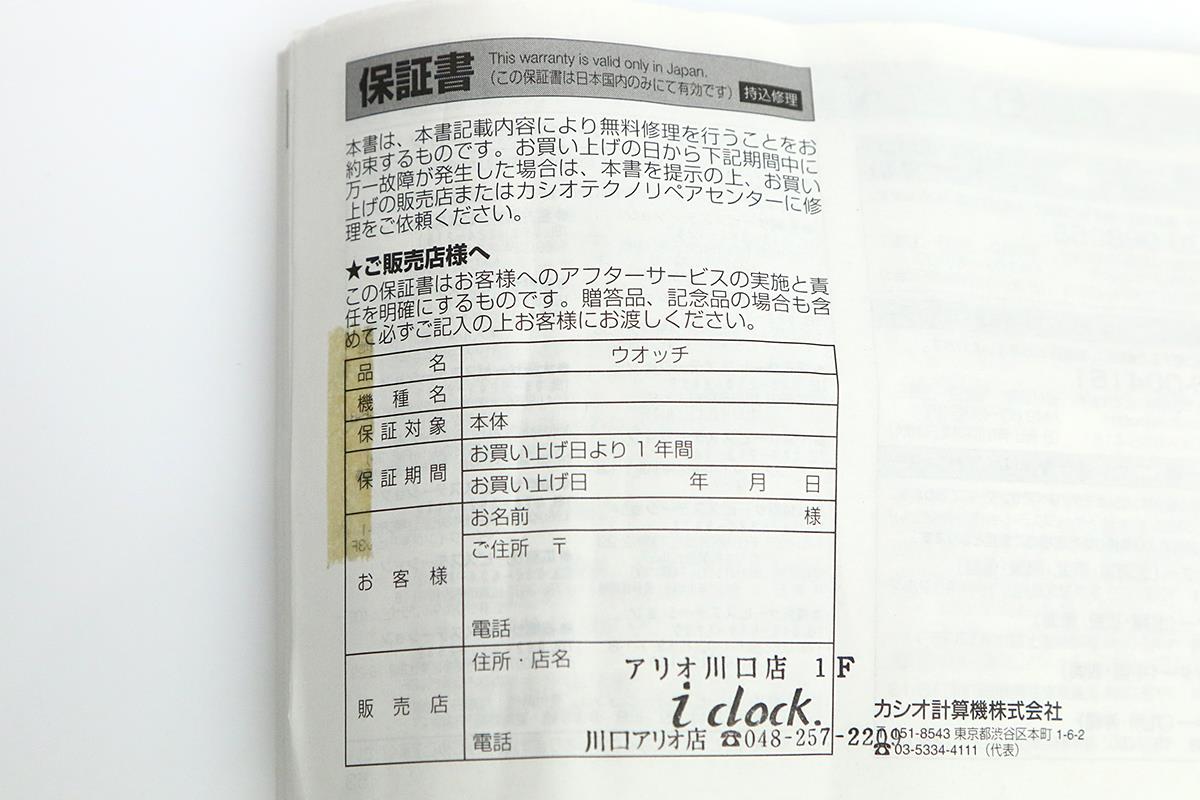 保証書
This warranty is valid only in Japan.
(この保証書は日本国内のみにて有効です)
持込修理
本書は、本書記載内容により無料修理を行うことをお
約束するものです。お買い上げの日から下記期間中に
万一故障が発生した場合は、本書を提示の上、お買い
上げの販売店またはカシオテクノリペアセンターに修
理をご依頼ください。
★ご販売店様へ
この保証書はお客様へのアフターサービスの実施と責
任を明確にするものです。贈答品、記念品の場合も含
めて必ずご記入の上お客様にお渡しください。
品名 ウオッチ
機種名
保証対象 本体
保証期間 お買い上げ日より1年間
お買い上げ日 年 月 日
お客様 お名前 様
ご住所 〒
電話
販売店 住所・店名 アリオ川口店 1F
i clock.
電話 川口アリオ店 ☎048-257-2209
カシオ計算機株式会社
〒151-8543 東京都渋谷区本町 1-6-2
☎03-5334-4111(代表)